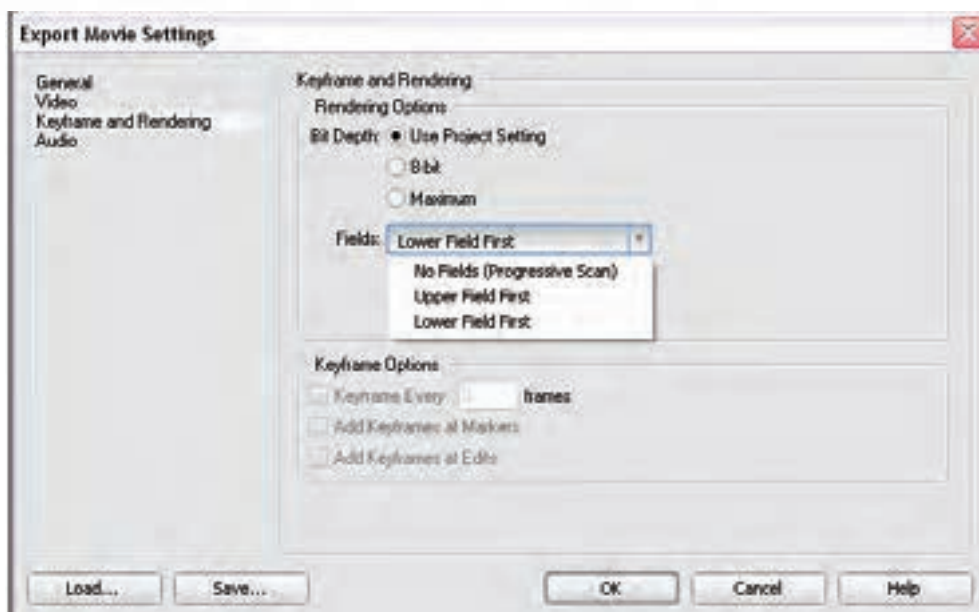 Export Movie Settings
General
Video
Keyframe and Rendering
Audio
Keyframe and Rendering
Rendering Options
Bit Depth: Use Project Setting
8-bit
Maximum
Fields: Lower Field First
No Fields (Progressive Scan)
Upper Field First
Lower Field First
Keyframe Options
Keyframe Every frames
Add Keyframes at Markers
Add Keyframes at Edits
Load... Save... OK Cancel Help